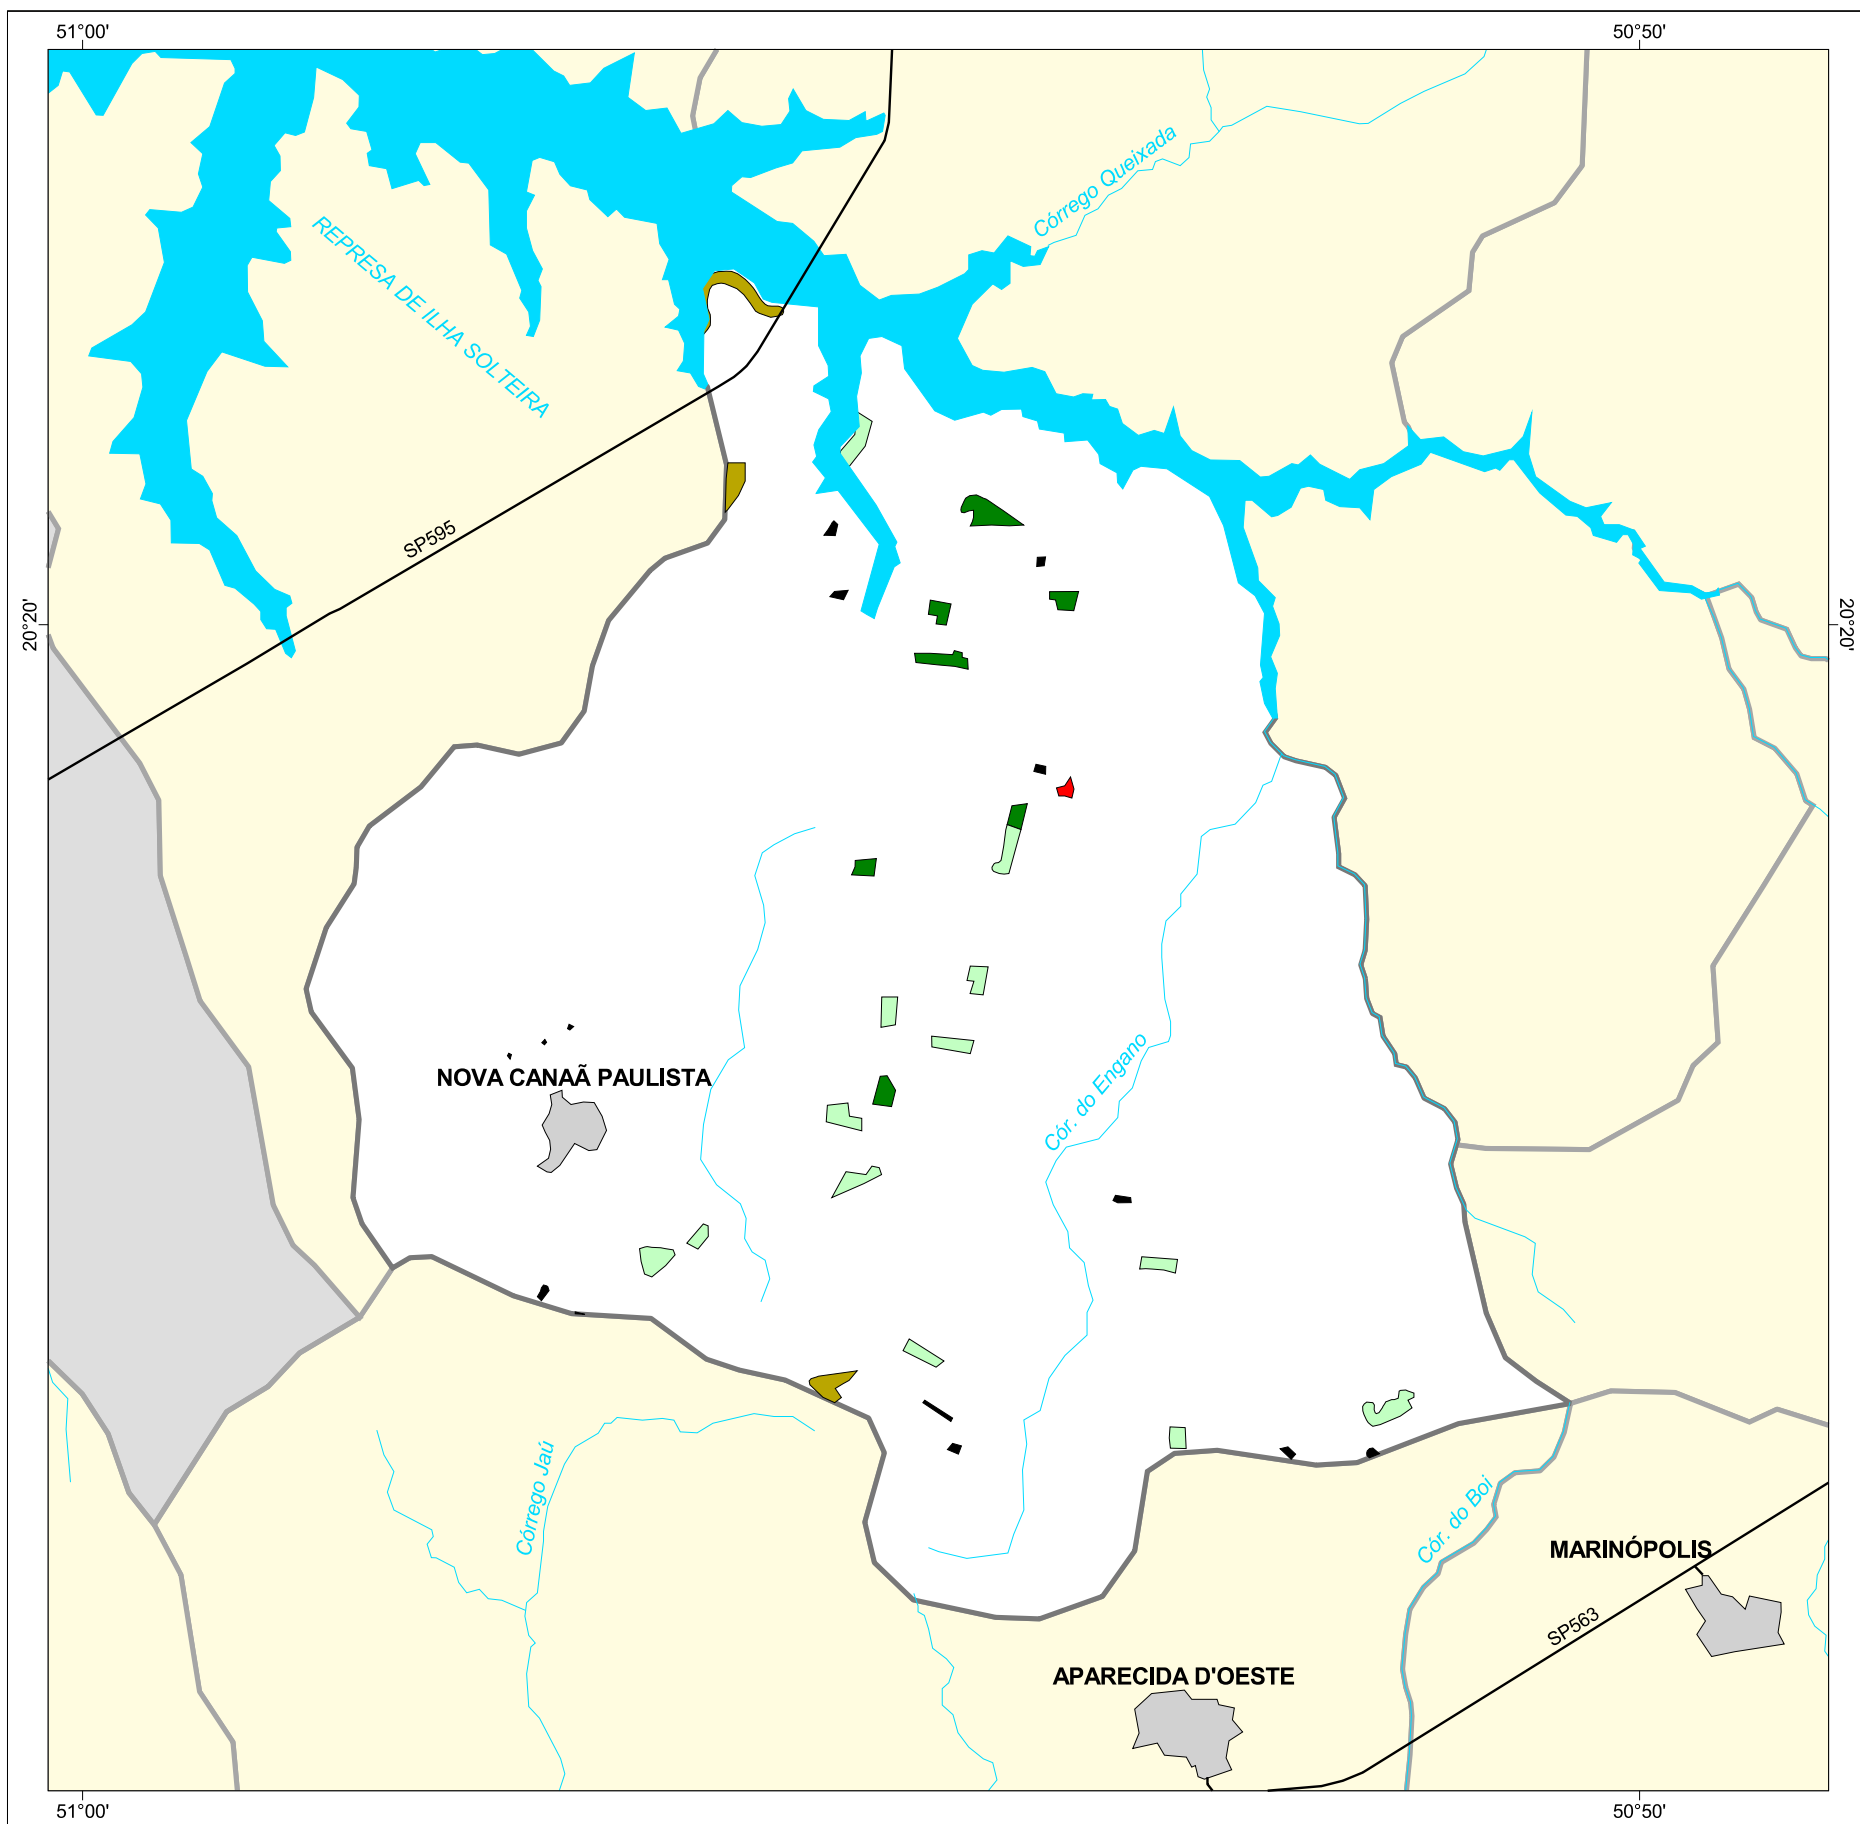 51°00'
50°50'
Córrego Queixada
REPRESA DE ILHA SOLTEIRA
SP595
20°20'
20°20'
Cór. do Engano
NOVA CANAÃ PAULISTA
Córrego Jaú
Cór. do Boi
MARINÓPOLIS
SP563
APARECIDA D'OESTE
51°00'
50°50'